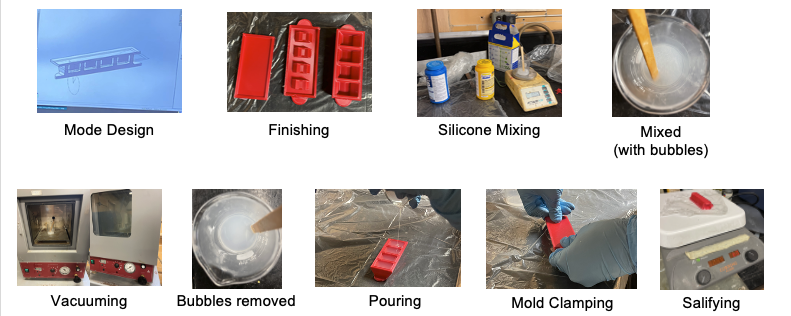 Mode Design
Finishing
Silicone Mixing
Mixed
(with bubbles)
Vacuuming
Bubbles removed
Pouring
Mold Clamping
Salifying